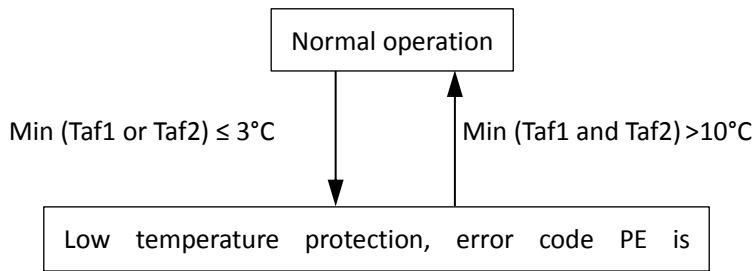 Normal operation
Min (Taf1 or Taf2) ≤ 3°C
Min (Taf1 and Taf2) >10°C
Low temperature protection, error code PE is